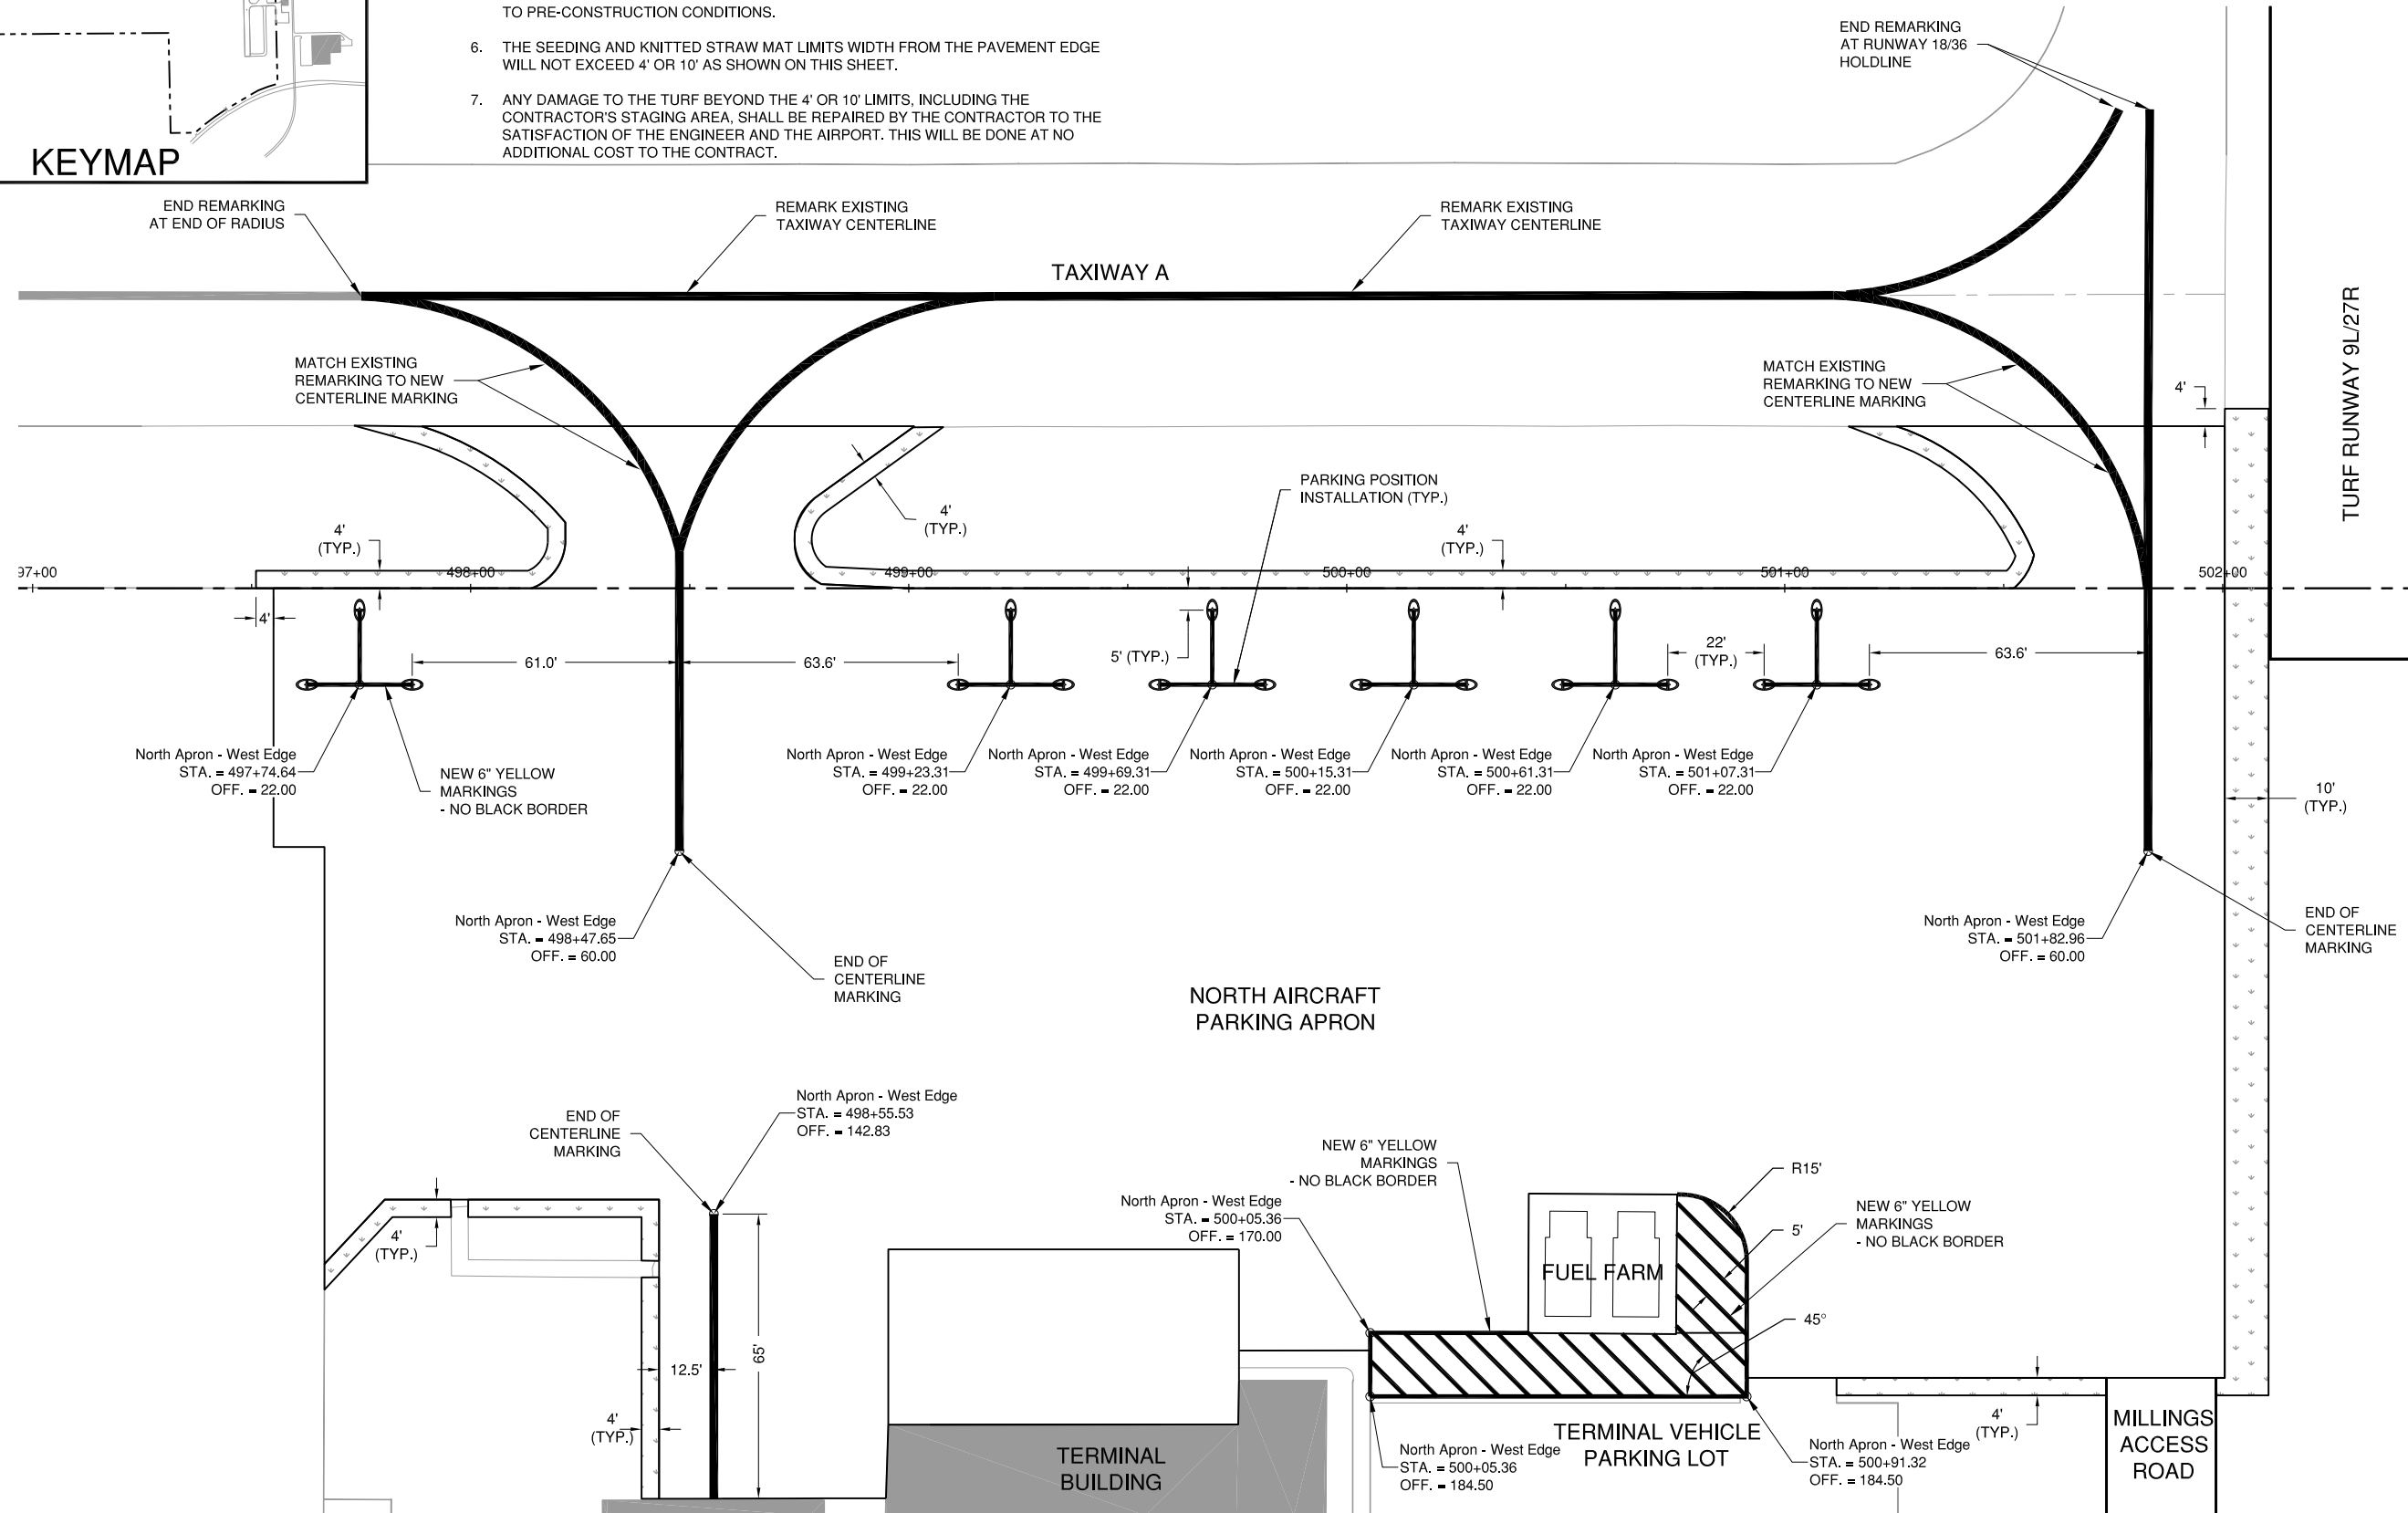 TO PRE-CONSTRUCTION CONDITIONS.
6. THE SEEDING AND KNITTED STRAW MAT LIMITS WIDTH FROM THE PAVEMENT EDGE
WILL NOT EXCEED 4' OR 10' AS SHOWN ON THIS SHEET.
7. ANY DAMAGE TO THE TURF BEYOND THE 4' OR 10' LIMITS, INCLUDING THE
CONTRACTOR'S STAGING AREA, SHALL BE REPAIRED BY THE CONTRACTOR TO THE
SATISFACTION OF THE ENGINEER AND THE AIRPORT. THIS WILL BE DONE AT NO
ADDITIONAL COST TO THE CONTRACT.
KEYMAP
END REMARKING
AT RUNWAY 18/36
HOLDLINE
END REMARKING
AT END OF RADIUS
REMARK EXISTING
TAXIWAY CENTERLINE
REMARK EXISTING
TAXIWAY CENTERLINE
TAXIWAY A
TURF RUNWAY 9L/27R
MATCH EXISTING
REMARKING TO NEW
CENTERLINE MARKING
MATCH EXISTING
REMARKING TO NEW
CENTERLINE MARKING
4'
PARKING POSITION
INSTALLATION (TYP.)
4'
(TYP.)
4'
(TYP.)
4'
(TYP.)
97+00
498+00
499+00
500+00
501+00
502+00
4'
61.0'
63.6'
5' (TYP.)
22'
(TYP.)
63.6'
North Apron - West Edge
STA. = 497+74.64
OFF. = 22.00
NEW 6" YELLOW
MARKINGS
- NO BLACK BORDER
North Apron - West Edge
STA. = 499+23.31
OFF. = 22.00
North Apron - West Edge
STA. = 499+69.31
OFF. = 22.00
North Apron - West Edge
STA. = 500+15.31
OFF. = 22.00
North Apron - West Edge
STA. = 500+61.31
OFF. = 22.00
North Apron - West Edge
STA. = 501+07.31
OFF. = 22.00
10'
(TYP.)
North Apron - West Edge
STA. = 498+47.65
OFF. = 60.00
END OF
CENTERLINE
MARKING
North Apron - West Edge
STA. = 501+82.96
OFF. = 60.00
END OF
CENTERLINE
MARKING
NORTH AIRCRAFT
PARKING APRON
END OF
CENTERLINE
MARKING
North Apron - West Edge
STA. = 498+55.53
OFF. = 142.83
NEW 6" YELLOW
MARKINGS
- NO BLACK BORDER
North Apron - West Edge
STA. = 500+05.36
OFF. = 170.00
R15'
NEW 6" YELLOW
MARKINGS
- NO BLACK BORDER
5'
4'
(TYP.)
FUEL FARM
45°
12.5'
65'
4'
(TYP.)
TERMINAL
BUILDING
North Apron - West Edge
STA. = 500+05.36
OFF. = 184.50
TERMINAL VEHICLE
PARKING LOT
North Apron - West Edge
STA. = 500+91.32
OFF. = 184.50
4'
(TYP.)
MILLINGS
ACCESS
ROAD